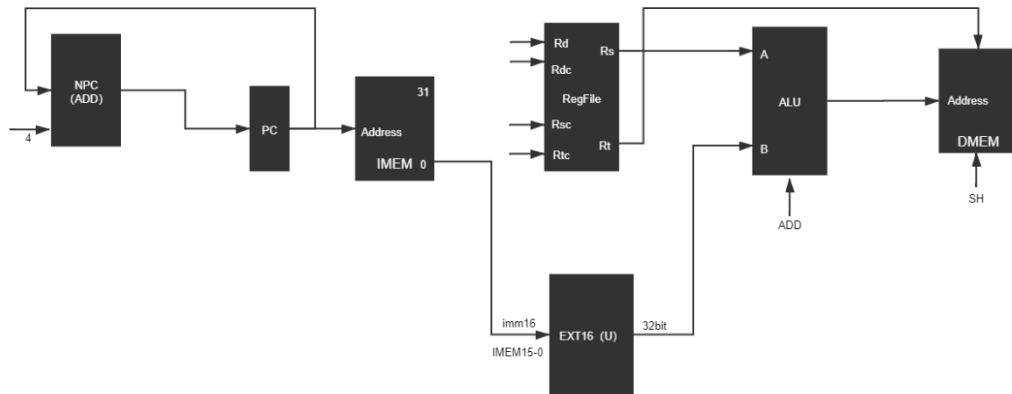 NPC
(ADD)
4
PC
31
Address
IMEM 0
Rd
Rs
Rdc
RegFile
Rsc
Rt
Rtc
A
ALU
B
ADD
Address
DMEM
SH
imm16
IMEM15-0
EXT16 (U)
32bit